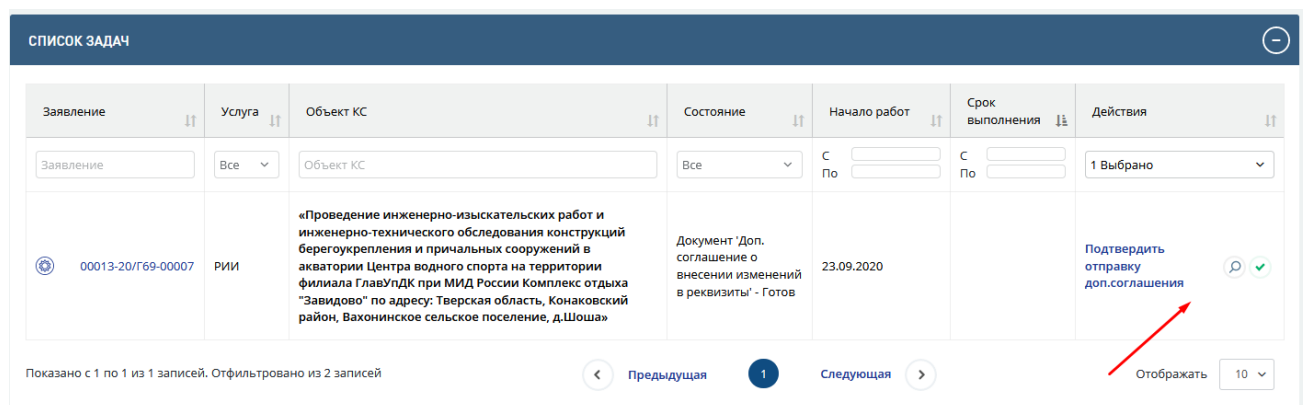 СПИСОК ЗАДАЧ
Заявление
Услуга
Объект КС
Состояние
Начало работ
Срок
выполнения
Действия
Заявление
Все
Объект КС
Все
С
По
С
По
1 Выбрано
00013-20/Г69-00007
РИИ
«Проведение инженерно-изыскательских работ и
инженерно-технического обследования конструкций
берегоукрепления и причальных сооружений в
акватории Центра водного спорта на территории
филиала ГлавУпДК при МИД России Комплекс отдыха
"Завидово" по адресу: Тверская область, Конаковский
район, Вахонинское сельское поселение, д.Шоша»
Документ 'Доп.
соглашение о
внесении изменений
в реквизиты' - Готов
23.09.2020
Подтвердить
отправку
доп.соглашения
Показано с 1 по 1 из 1 записей. Отфильтровано из 2 записей
Предыдущая
1
Следующая
Отображать
10